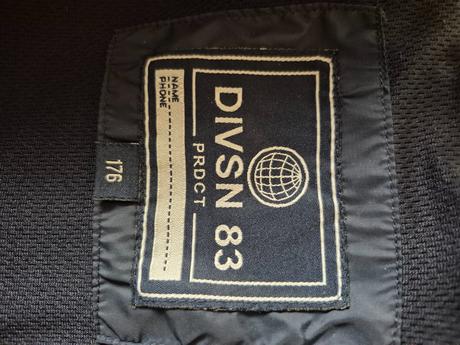 DIVSN 83
PRDCT.
NAME
PHONE
176